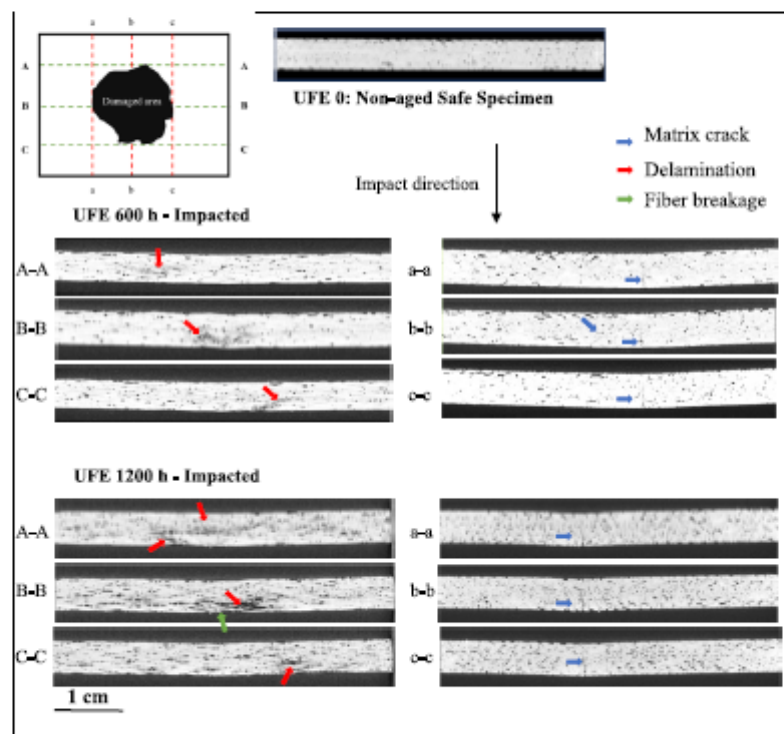 a b c
A A
Damaged area
B B
C C
a b c
UFE 0: Non-aged Safe Specimen
Impact direction
Matrix crack
Delamination
Fiber breakage
UFE 600 h - Impacted
A-A
a-a
B-B
b-b
C-C
c-c
UFE 1200 h - Impacted
A-A
a-a
B-B
b-b
C-C
c-c
1 cm